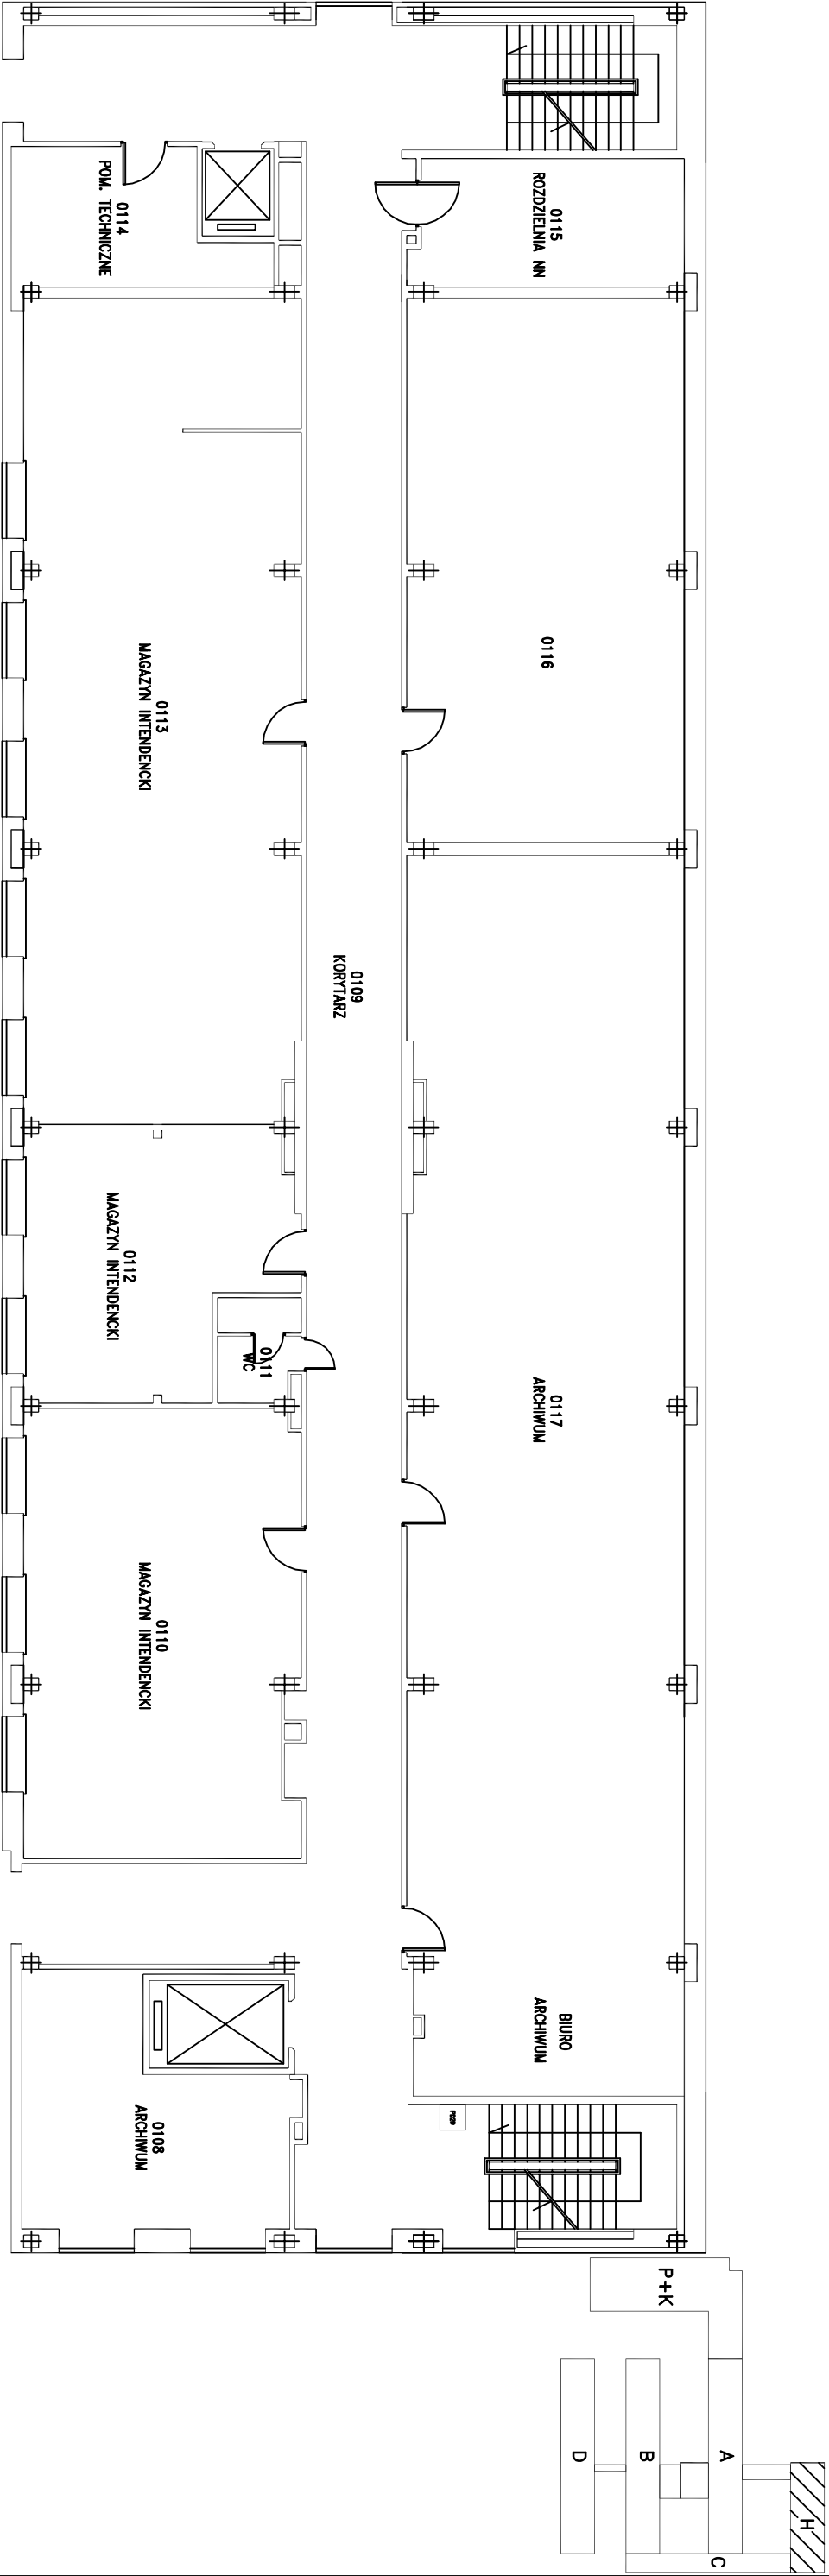 0115
ROZDZIELNIA NN
0114
POM. TECHNICZNE
0116
0113
MAGAZYN INTENDENCKI
0109
KORYTARZ
0117
ARCHIWUM
0112
MAGAZYN INTENDENCKI
0111
WC
0110
MAGAZYN INTENDENCKI
BIURO
ARCHIWUM
0108
ARCHIWUM
P+K
A
B
D
H
C